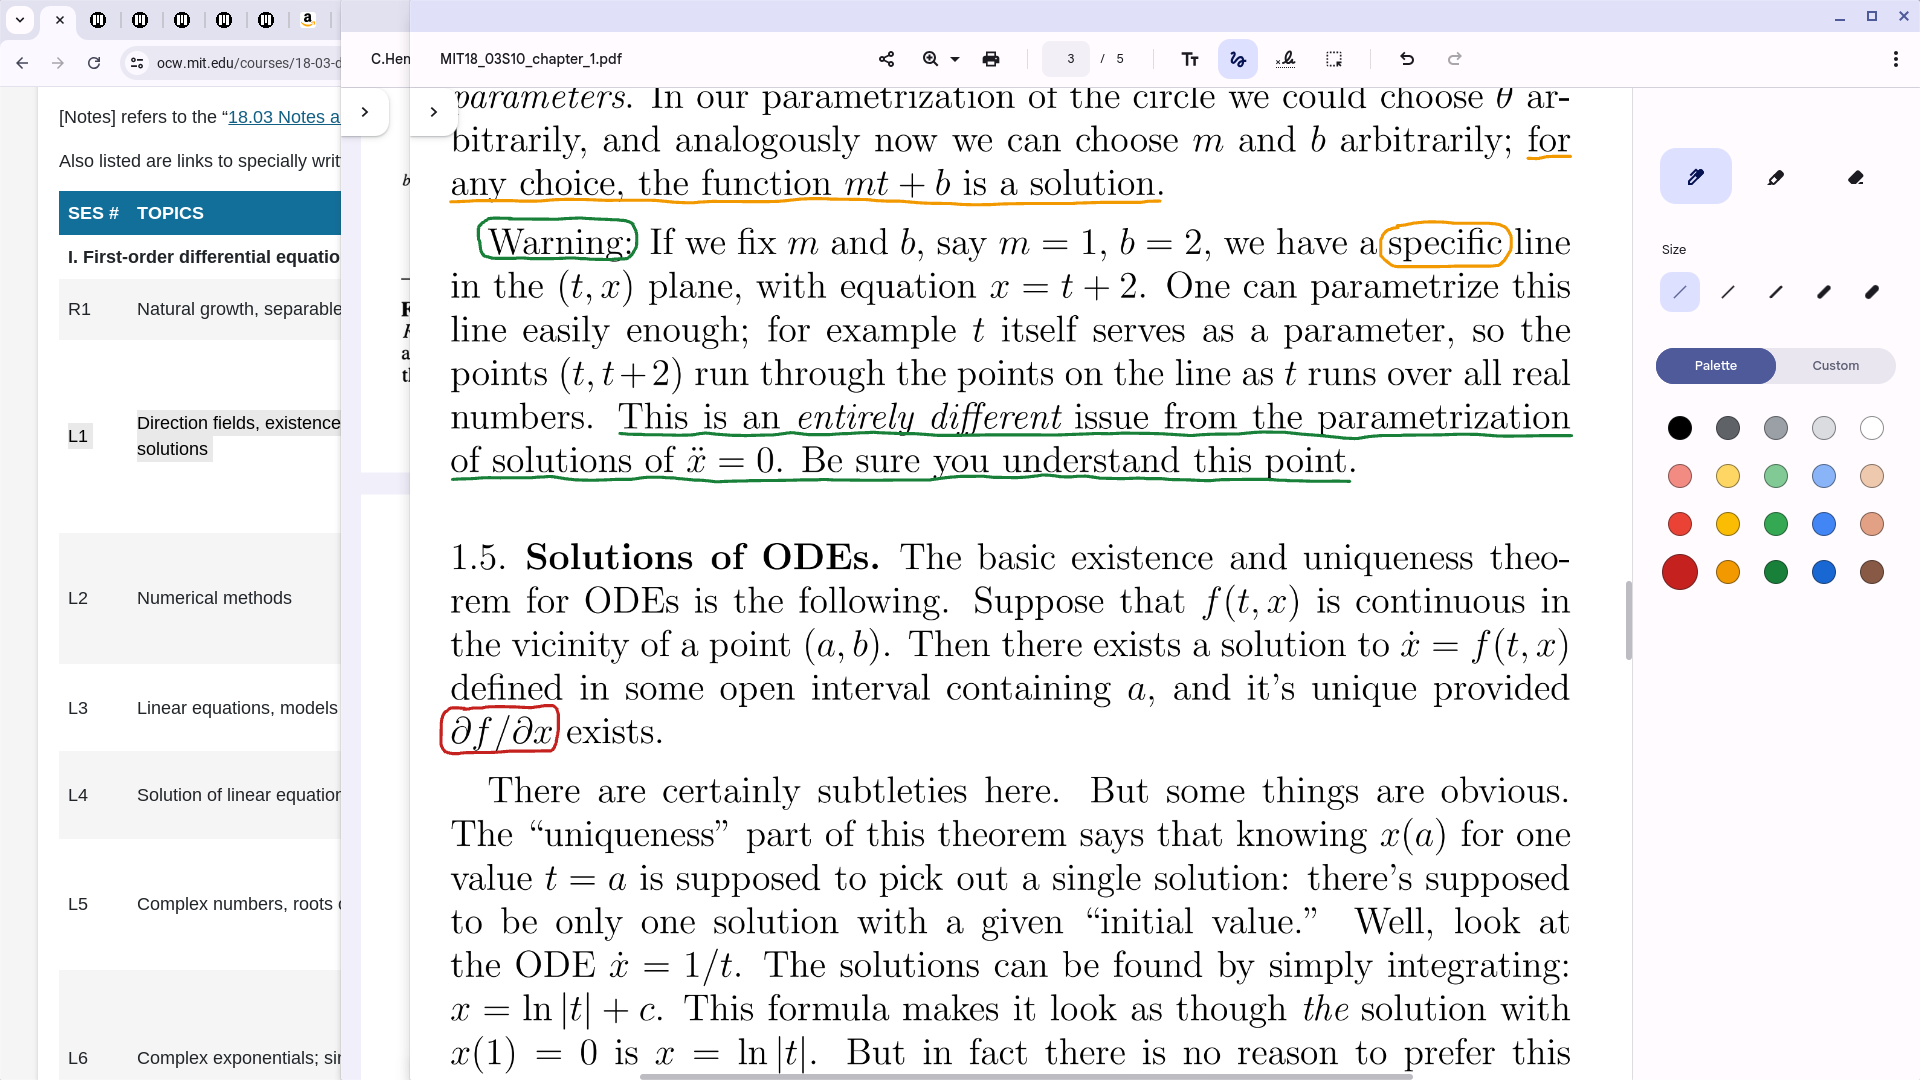 ocw.mit.edu/courses/18-03-d
C.Hen
MIT18_03S10_chapter_1.pdf
3 / 5
[Notes] refers to the “18.03 Notes a
Also listed are links to specially writ
SES # TOPICS
I. First-order differential equatio
R1 Natural growth, separable
L1 Direction fields, existence
solutions
L2 Numerical methods
L3 Linear equations, models
L4 Solution of linear equation
L5 Complex numbers, roots
L6 Complex exponentials; sin
b
parameters. In our parametrization of the circle we could choose θ ar-
bitrarily, and analogously now we can choose m and b arbitrarily; for
any choice, the function mt + b is a solution.
Warning: If we fix m and b, say m = 1, b = 2, we have a specific line
in the (t, x) plane, with equation x = t + 2. One can parametrize this
line easily enough; for example t itself serves as a parameter, so the
points (t, t+2) run through the points on the line as t runs over all real
numbers. This is an entirely different issue from the parametrization
of solutions of ẍ = 0. Be sure you understand this point.
1.5. Solutions of ODEs. The basic existence and uniqueness theo-
rem for ODEs is the following. Suppose that f(t, x) is continuous in
the vicinity of a point (a, b). Then there exists a solution to ẋ = f(t, x)
defined in some open interval containing a, and it’s unique provided
∂f/∂x exists.
There are certainly subtleties here. But some things are obvious.
The “uniqueness” part of this theorem says that knowing x(a) for one
value t = a is supposed to pick out a single solution: there’s supposed
to be only one solution with a given “initial value.” Well, look at
the ODE ẋ = 1/t. The solutions can be found by simply integrating:
x = ln |t| + c. This formula makes it look as though the solution with
x(1) = 0 is x = ln |t|. But in fact there is no reason to prefer this
Size
Palette Custom